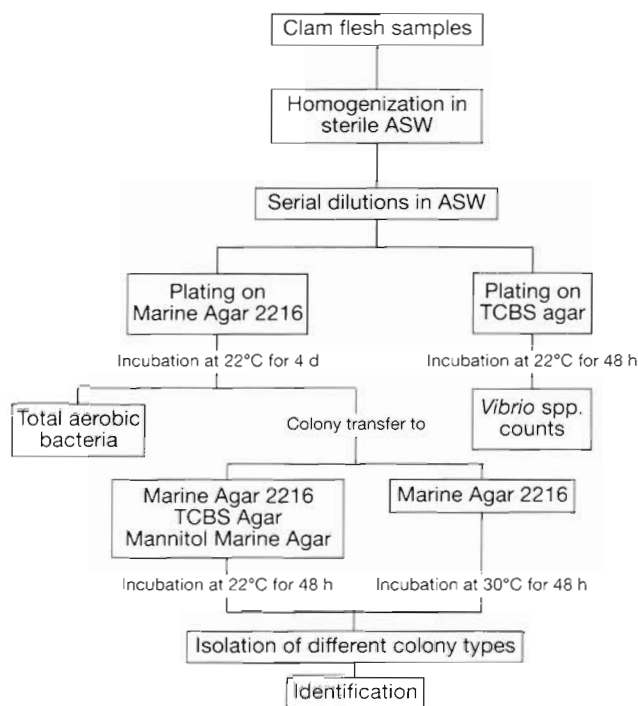 Clam flesh samples
Homogenization in
sterile ASW
Serial dilutions in ASW
Plating on
Marine Agar 2216
Plating on
TCBS agar
Incubation at 22°C for 4 d
Incubation at 22°C for 48 h
Total aerobic
bacteria
Colony transfer to
Vibrio spp.
counts
Marine Agar 2216
TCBS Agar
Mannitol Marine Agar
Marine Agar 2216
Incubation at 22°C for 48 h
Incubation at 30°C for 48 h
Isolation of different colony types
Identification